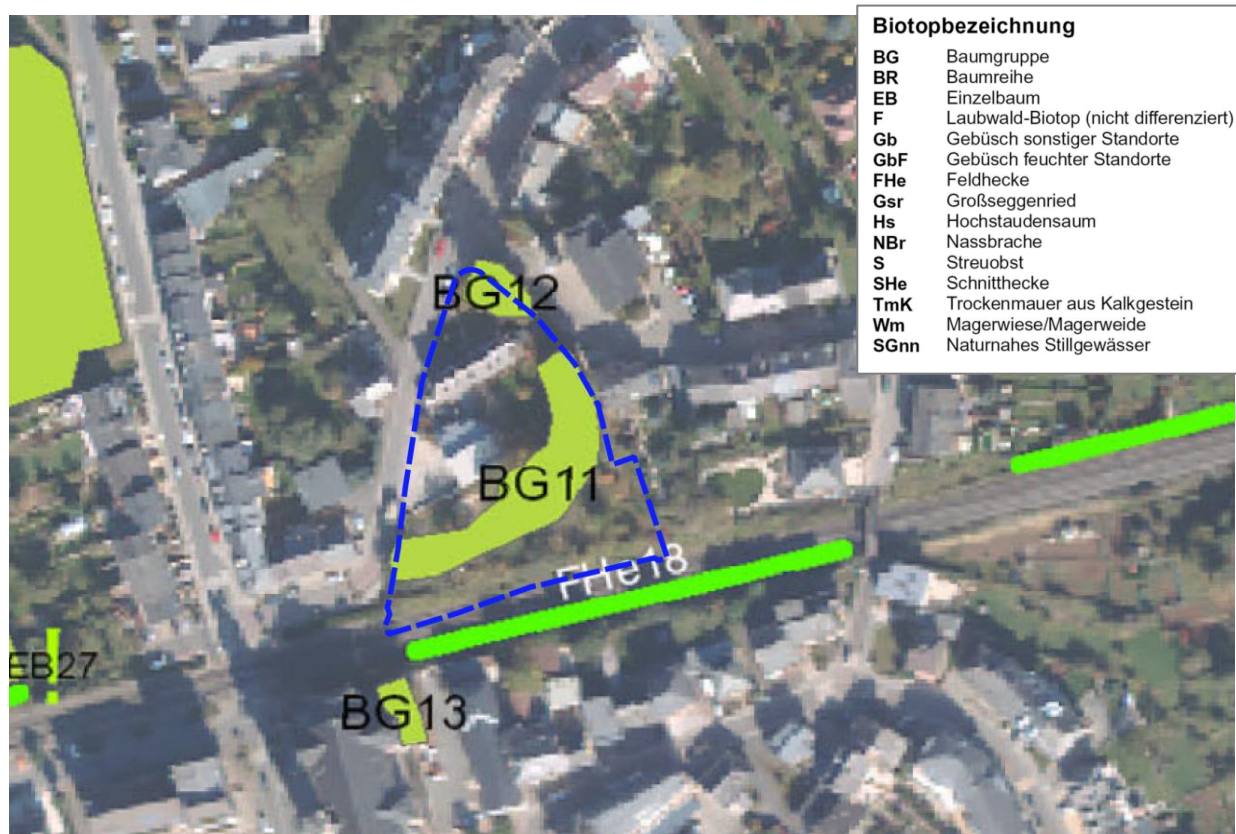 Biotopbezeichnung
BG Baumgruppe
BR Baumreihe
EB Einzelbaum
F Laubwald-Biotop (nicht differenziert)
Gb Gebüsch sonstiger Standorte
GbF Gebüsch feuchter Standorte
FHe Feldhecke
Gsr Großseggenried
Hs Hochstaudensaum
NBr Nassbrache
S Streuobst
SHe Schnitthecke
TmK Trockenmauer aus Kalkgestein
Wm Magerwiese/Magerweide
SGnn Naturnahes Stillgewässer
BG12
BG11
FHe18
EB27
BG13